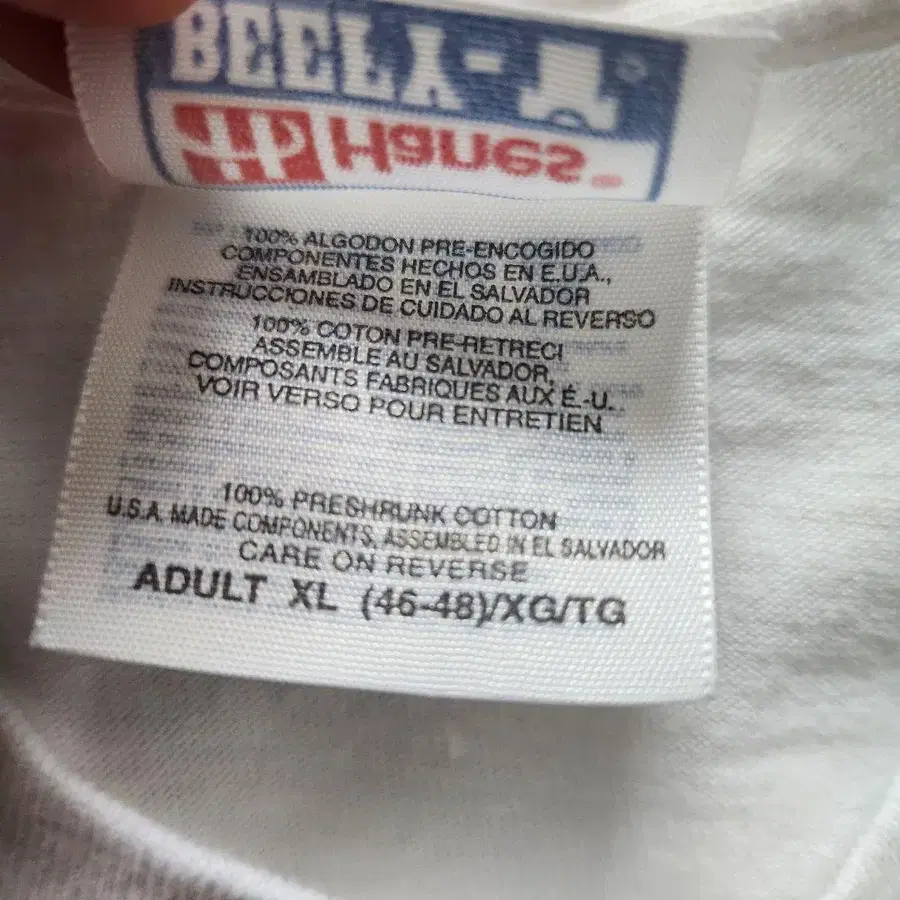 BEEFY-T
Hanes®
100% ALGODON PRE-ENCOGIDO
COMPONENTES HECHOS EN E.U.A.,
ENSAMBLADO EN EL SALVADOR
INSTRUCCIONES DE CUIDADO AL REVERSO
100% COTON PRE-RETRECI
ASSEMBLE AU SALVADOR,
COMPOSANTS FABRIQUES AUX É.-U.
VOIR VERSO POUR ENTRETIEN
100% PRESHRUNK COTTON
U.S.A. MADE COMPONENTS, ASSEMBLED IN EL SALVADOR
CARE ON REVERSE
ADULT XL (46-48)/XG/TG